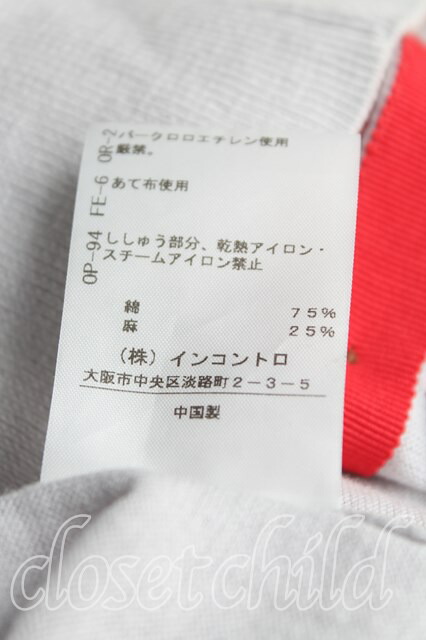 パークロロエチレン使用
厳禁。
あて布使用
ししゅう部分、乾熱アイロン・
スチームアイロン禁止
OP-94 FE-6 OR-2
綿 75%
麻 25%
(株)インコントロ
大阪市中央区淡路町2-3-5
中国製
closet child